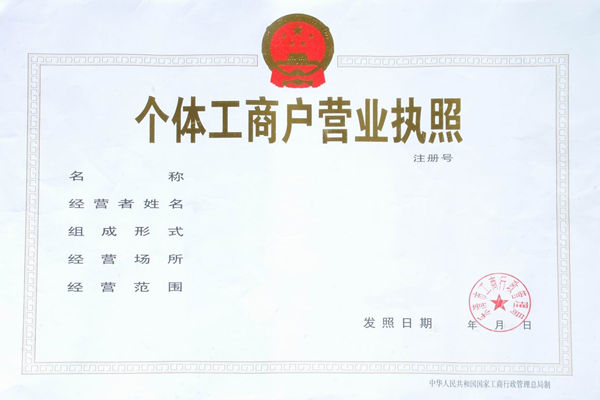 个体工商户营业执照
注册号
名称
经营者姓名
组成形式
经营场所
经营范围
发照日期 年 月 日
中华人民共和国国家工商行政管理总局制